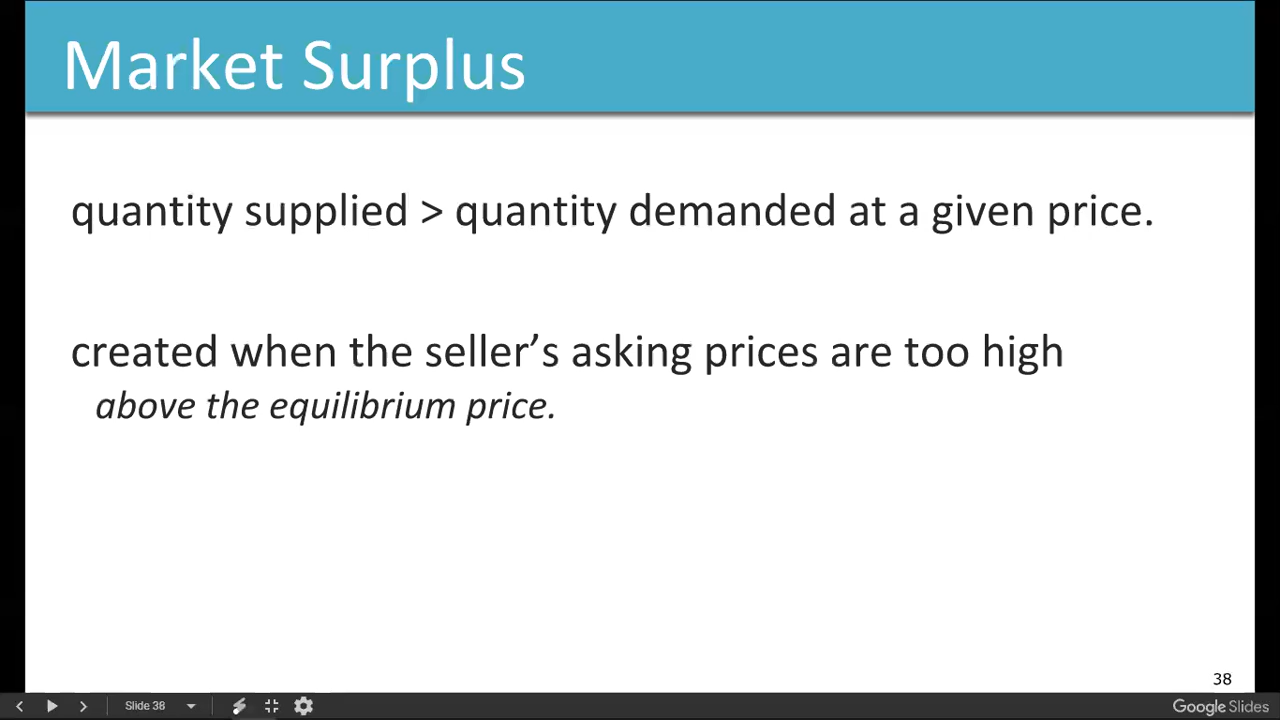 Market Surplus
quantity supplied > quantity demanded at a given price.
created when the seller’s asking prices are too high
above the equilibrium price.
38
Slide 38
Google Slides